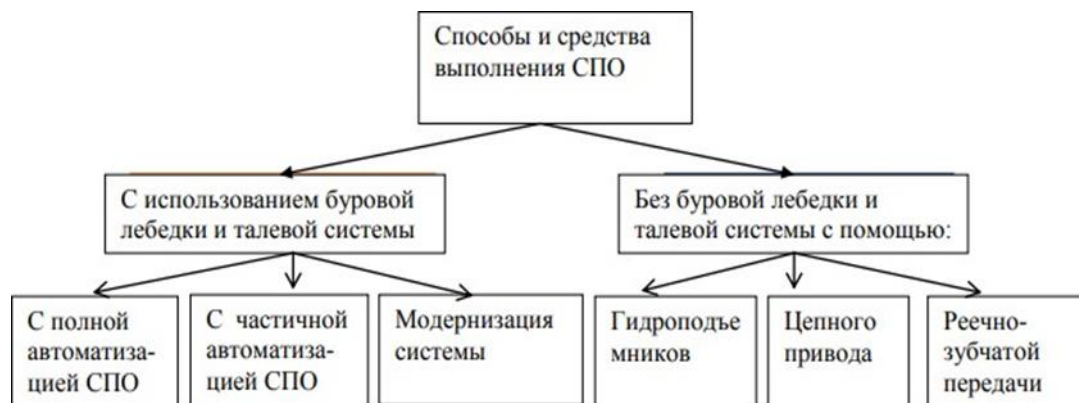 Способы и средства
выполнения СПО
С использованием буровой
лебедки и талевой системы
Без буровой лебедки и
талевой системы с помощью:
С полной
автоматиза-
цией СПО
С частичной
автоматиза-
цией СПО
Модернизация
системы
Гидроподъе
мников
Цепного
привода
Реечно-
зубчатой
передачи